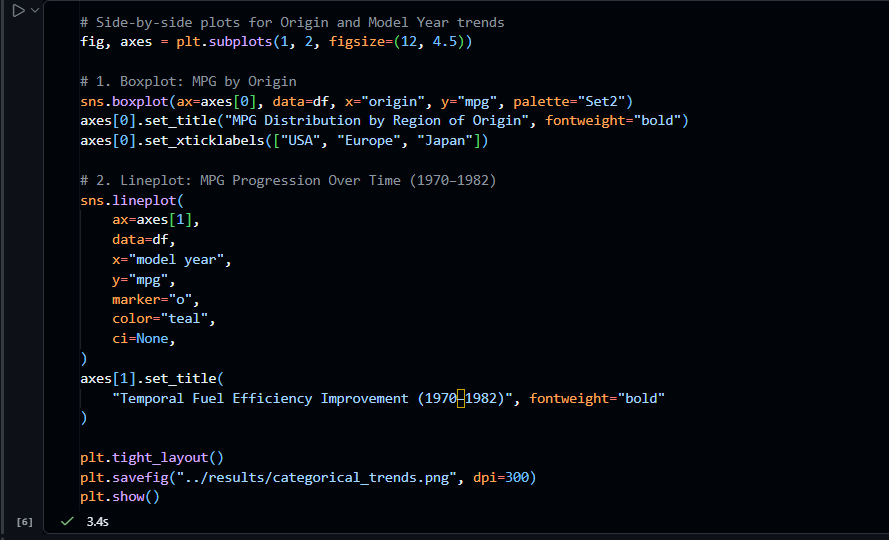 # Side-by-side plots for Origin and Model Year trends
fig, axes = plt.subplots(1, 2, figsize=(12, 4.5))
# 1. Boxplot: MPG by Origin
sns.boxplot(ax=axes[0], data=df, x="origin", y="mpg", palette="Set2")
axes[0].set_title("MPG Distribution by Region of Origin", fontweight="bold")
axes[0].set_xticklabels(["USA", "Europe", "Japan"])
# 2. Lineplot: MPG Progression Over Time (1970–1982)
sns.lineplot(
    ax=axes[1],
    data=df,
    x="model year",
    y="mpg",
    marker="o",
    color="teal",
    ci=None,
)
axes[1].set_title(
    "Temporal Fuel Efficiency Improvement (1970–1982)", fontweight="bold"
)
plt.tight_layout()
plt.savefig("../results/categorical_trends.png", dpi=300)
plt.show()
[6] 3.4s